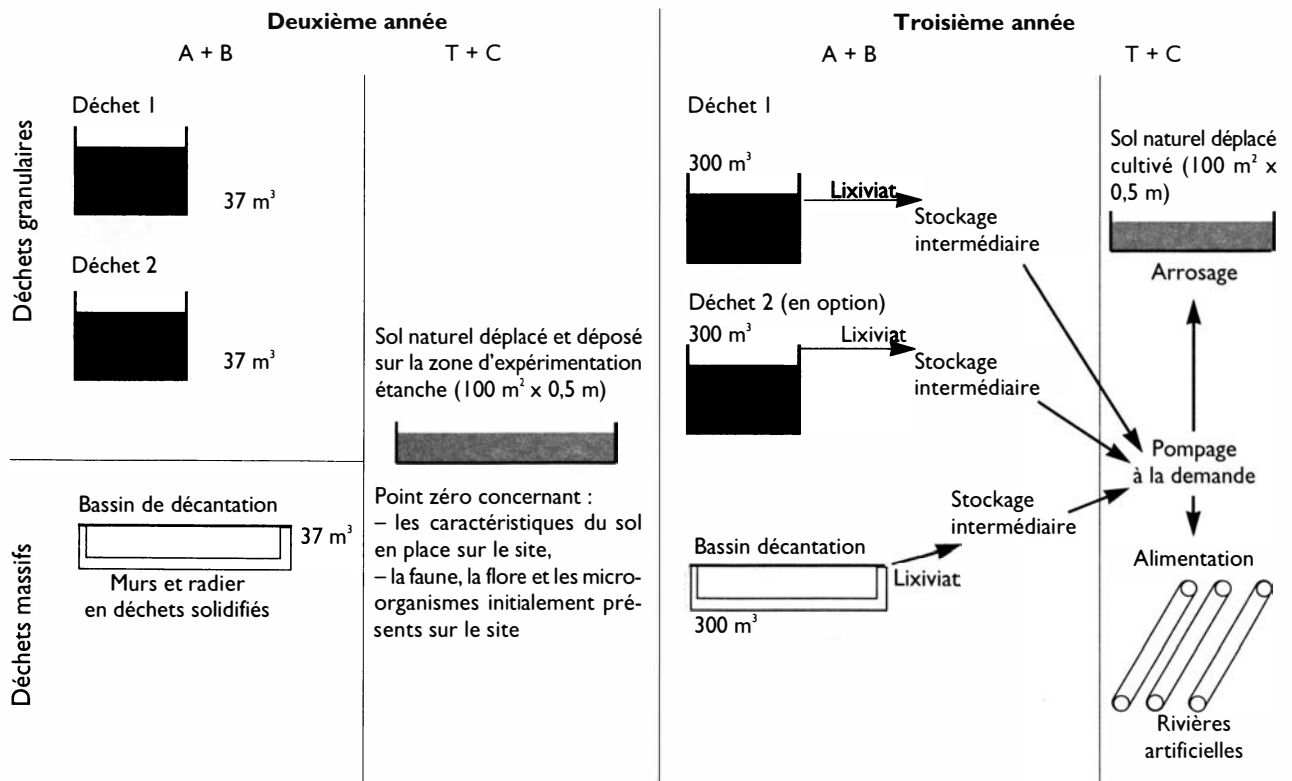 Deuxième année
A + B
T + C
Déchets granulaires
Déchet 1
37 m³
Déchet 2
37 m³
Sol naturel déplacé et déposé
sur la zone d'expérimentation
étanche (100 m² x 0,5 m)
Déchets massifs
Bassin de décantation
37 m³
Murs et radier
en déchets solidifiés
Point zéro concernant :
– les caractéristiques du sol
en place sur le site,
– la faune, la flore et les micro-
organismes initialement pré-
sents sur le site
Troisième année
A + B
T + C
Déchet 1
300 m³
Lixiviat
Stockage
intermédiaire
Déchet 2 (en option)
300 m³
Lixiviat
Stockage
intermédiaire
Bassin décantation
Lixiviat
300 m³
Stockage
intermédiaire
Sol naturel déplacé
cultivé (100 m² x
0,5 m)
Arrosage
Pompage
à la demande
Alimentation
Rivières
artificielles